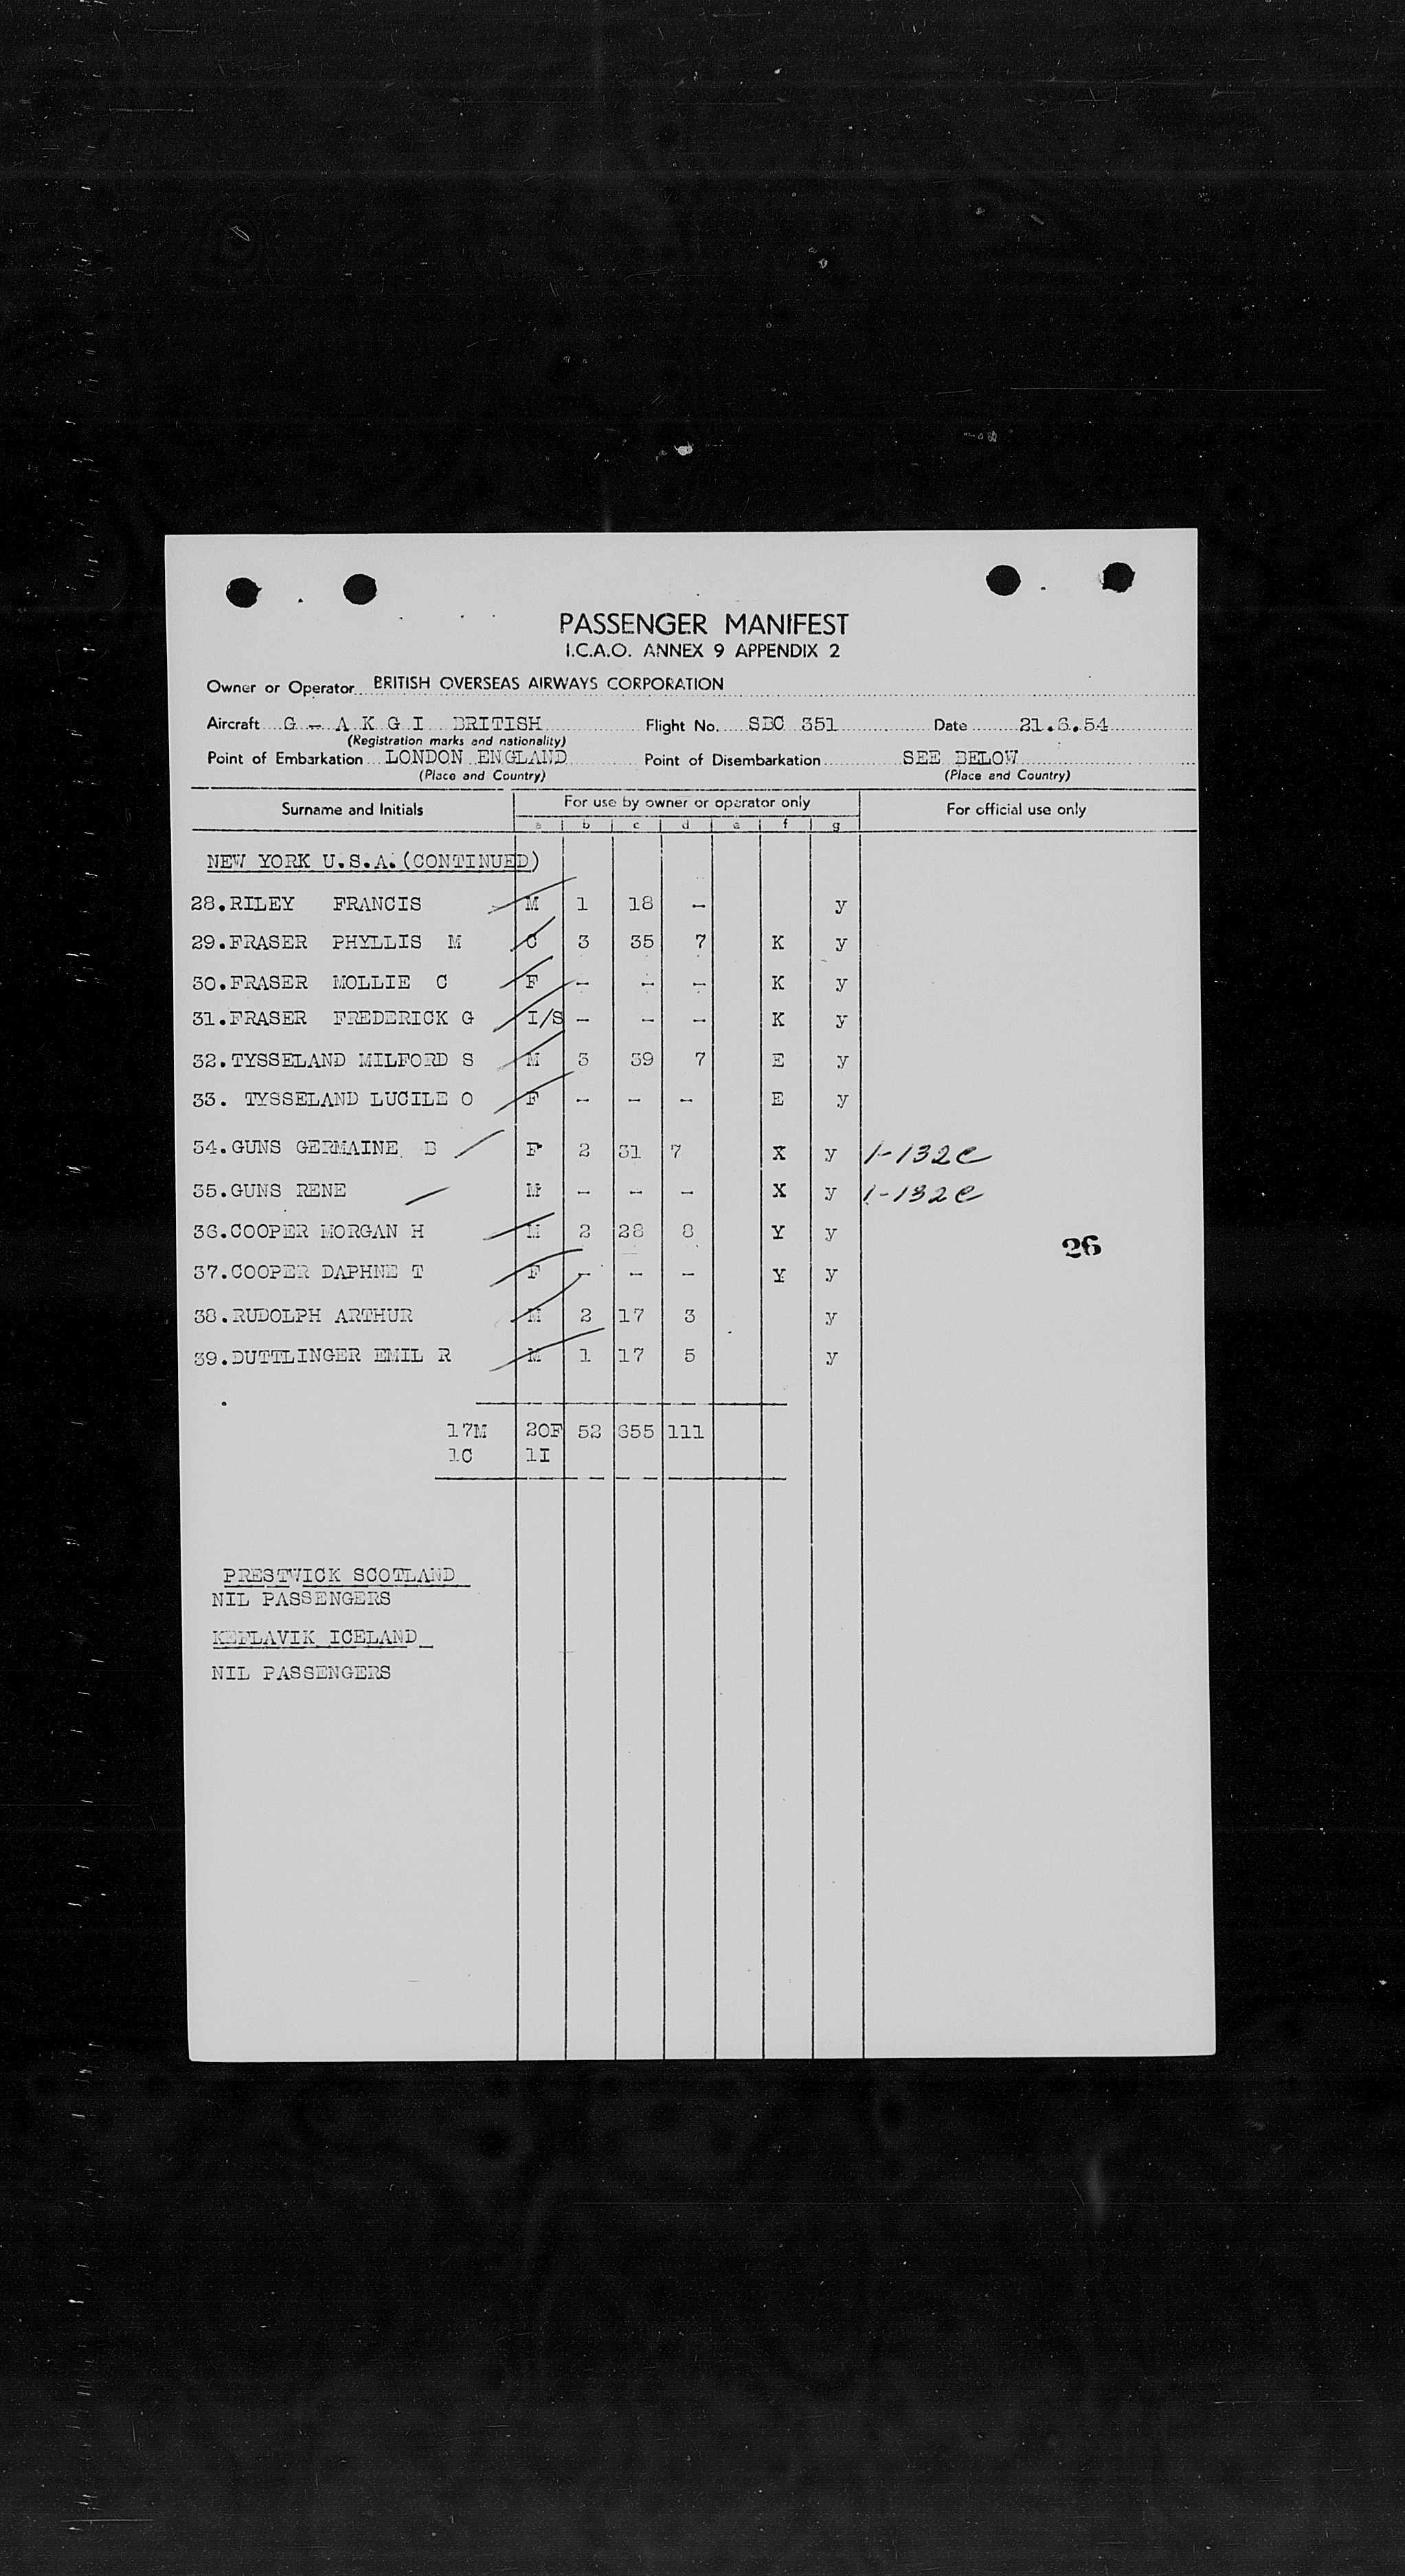 PASSENGER MANIFEST
I.C.A.O. ANNEX 9 APPENDIX 2
Owner or Operator BRITISH OVERSEAS AIRWAYS CORPORATION
Aircraft G - A K G I BRITISH Flight No. SBC 351 Date 21.6.54
(Registration marks and nationality)
Point of Embarkation LONDON ENGLAND Point of Disembarkation SEE BELOW
(Place and Country) (Place and Country)
Surname and Initials For use by owner or operator only For official use only
a b c d e f g
NEW YORK U.S.A.(CONTINUED)
28.RILEY FRANCIS M 1 18 - y
29.FRASER PHYLLIS M C 3 35 7 K y
30.FRASER MOLLIE C F - - - K y
31.FRASER FREDERICK G I/S - - - K y
32.TYSSELAND MILFORD S M 3 39 7 E y
33. TYSSELAND LUCILE O F - - - E y
34.GUNS GERMAINE B F 2 31 7 X y 1-132c
35.GUNS RENE M - - - X y 1-132c
36.COOPER MORGAN H M 2 28 8 Y y
26
37.COOPER DAPHNE T F - - - Y y
38.RUDOLPH ARTHUR M 2 17 3 y
39.DUTTLINGER EMIL R M 1 17 5 y
17M 20F 52 655 111
1C 1I
PRESTWICK SCOTLAND
NIL PASSENGERS
KEFLAVIK ICELAND
NIL PASSENGERS